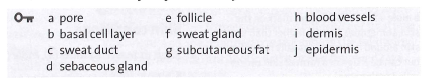 a pore
b basal cell layer
c sweat duct
d sebaceous gland
e follicle
f sweat gland
g subcutaneous fat
h blood vessels
i dermis
j epidermis